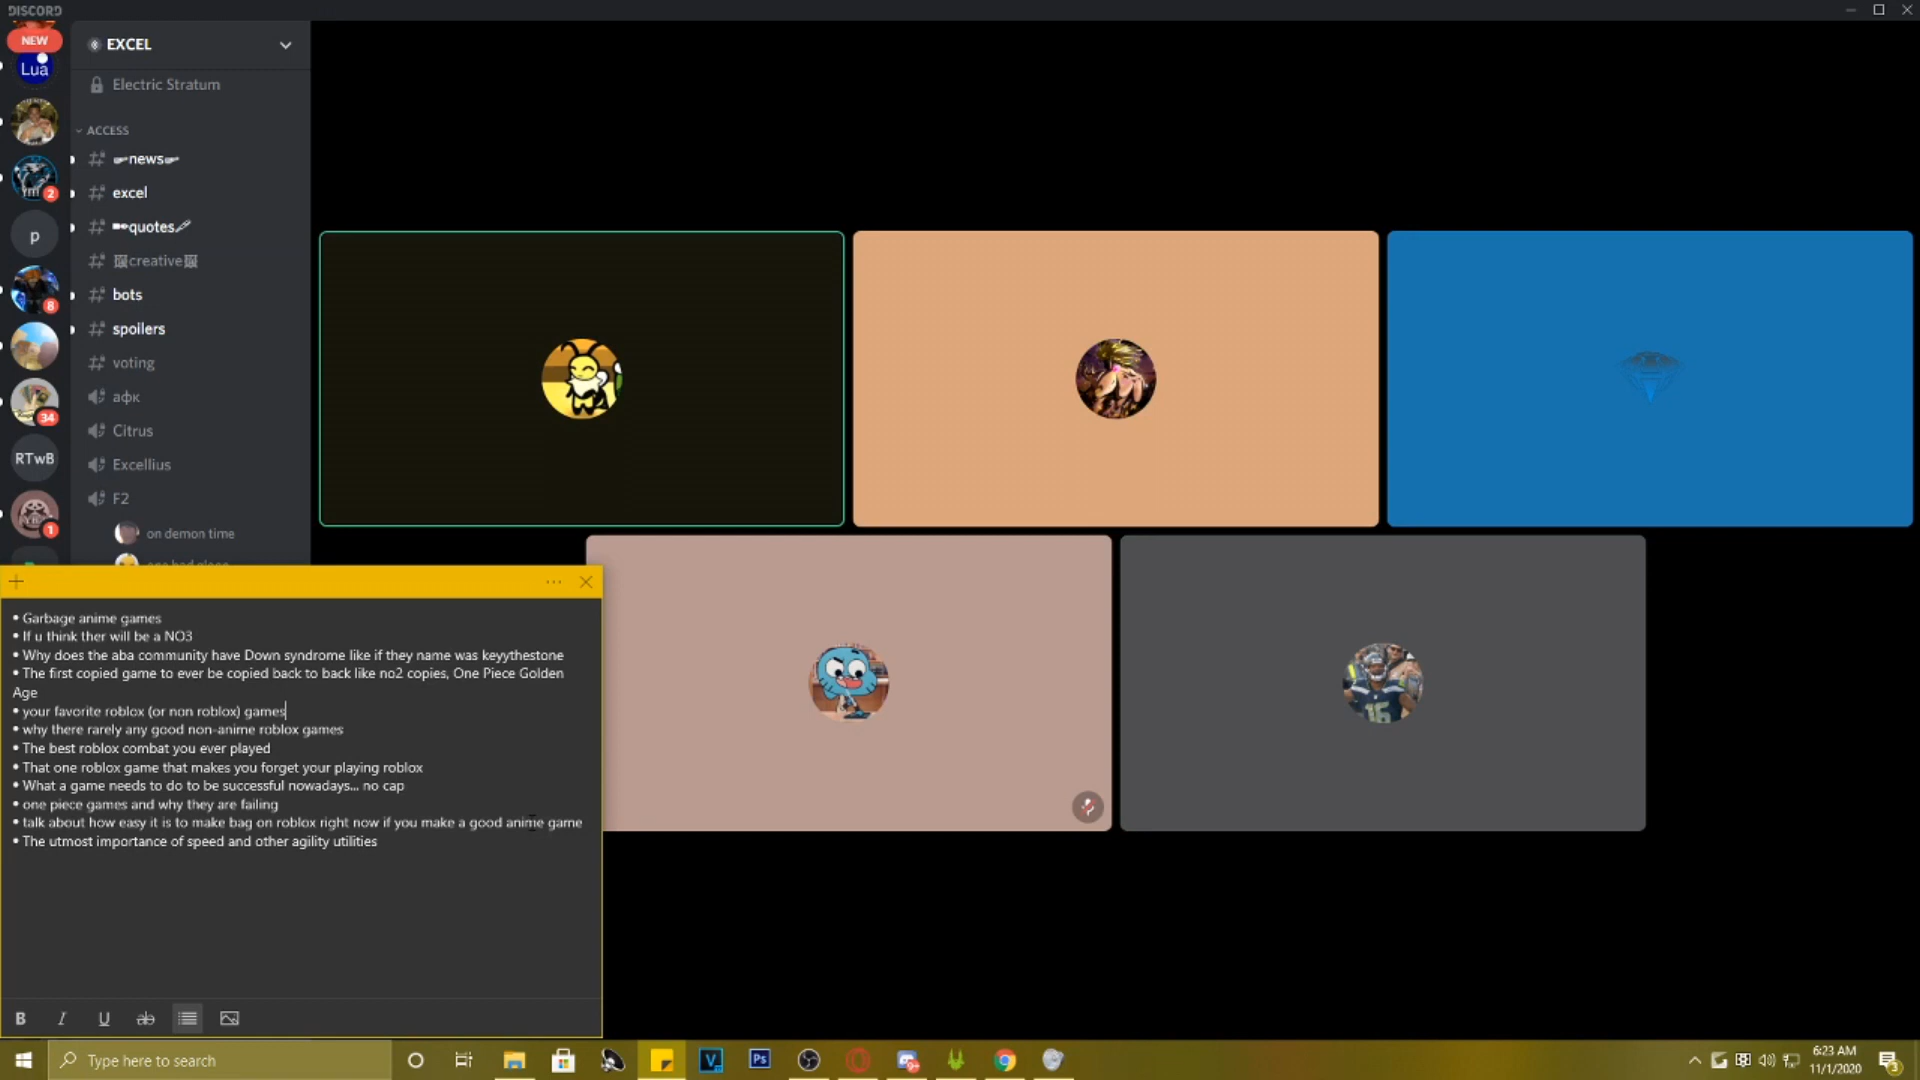 DISCORD
NEW
Lua
2
p
8
34
RTwB
1
EXCEL
Electric Stratum
ACCESS
news
excel
quotes
creative
bots
spoilers
voting
афк
Citrus
Excellius
F2
on demon time
• Garbage anime games
• If u think ther will be a NO3
• Why does the aba community have Down syndrome like if they name was keyythestone
• The first copied game to ever be copied back to back like no2 copies, One Piece Golden
Age
• your favorite roblox (or non roblox) games
• why there rarely any good non-anime roblox games
• The best roblox combat you ever played
• That one roblox game that makes you forget your playing roblox
• What a game needs to do to be successful nowadays... no cap
• one piece games and why they are failing
• talk about how easy it is to make bag on roblox right now if you make a good anime game
• The utmost importance of speed and other agility utilities
B I U ab
Type here to search
V
Ps
6:23 AM
11/1/2020
3